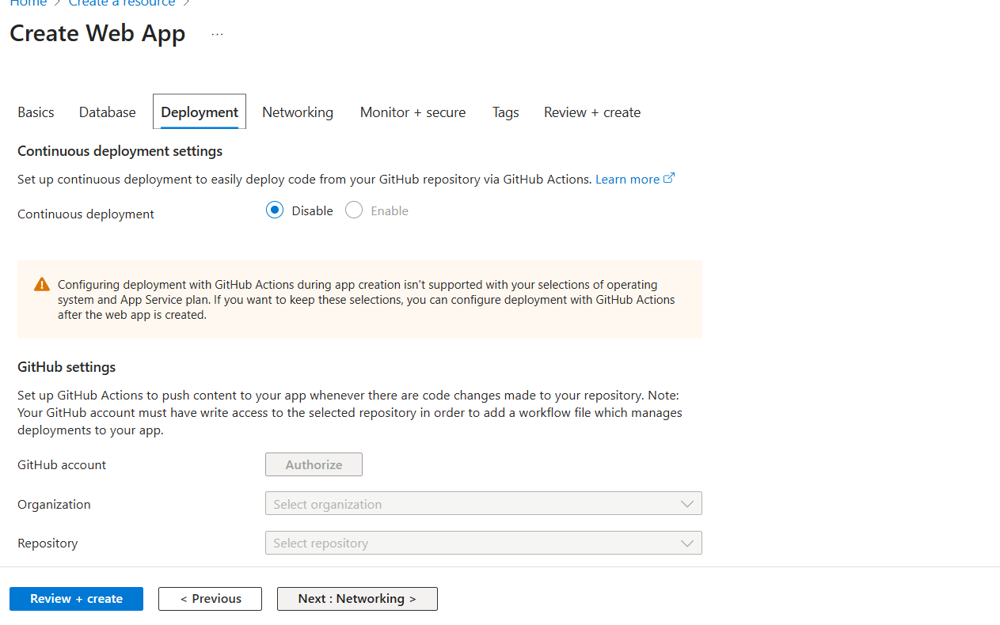 Home > Create a resource >
Create Web App ...
Basics Database Deployment Networking Monitor + secure Tags Review + create
Continuous deployment settings
Set up continuous deployment to easily deploy code from your GitHub repository via GitHub Actions. Learn more
Continuous deployment Disable Enable
Configuring deployment with GitHub Actions during app creation isn't supported with your selections of operating
system and App Service plan. If you want to keep these selections, you can configure deployment with GitHub Actions
after the web app is created.
GitHub settings
Set up GitHub Actions to push content to your app whenever there are code changes made to your repository. Note:
Your GitHub account must have write access to the selected repository in order to add a workflow file which manages
deployments to your app.
GitHub account Authorize
Organization Select organization
Repository Select repository
Review + create < Previous Next : Networking >